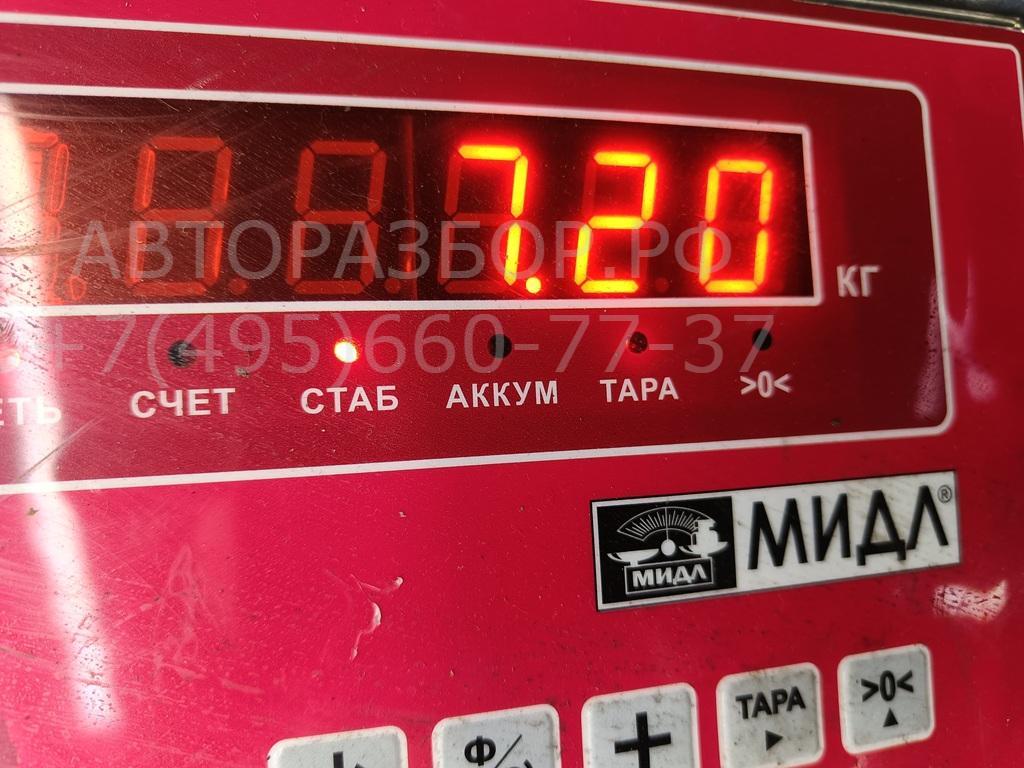 7.20
КГ
АВТОРАЗБОР.РФ
+7(495)660-77-37
СЧЕТ СТАБ АККУМ ТАРА >0<
МИДЛ МИДЛ®
+ ТАРА >0<